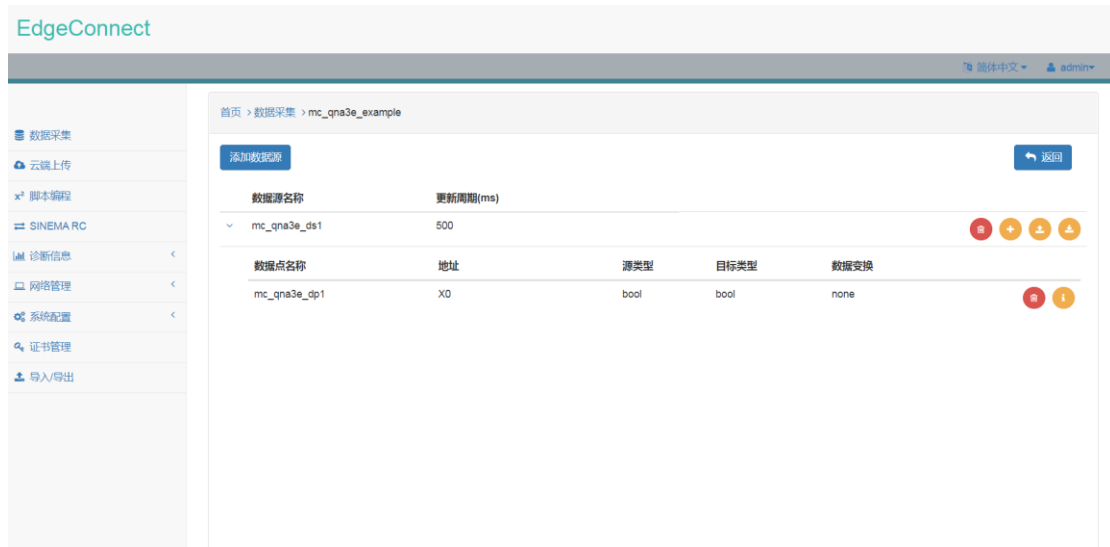 EdgeConnect
简体中文 admin
首页 > 数据采集 > mc_qna3e_example
数据采集
添加数据源 返回
云端上传
x² 脚本编程
数据源名称 更新周期(ms)
SINEMA RC
mc_qna3e_ds1 500
诊断信息
数据点名称 地址 源类型 目标类型 数据变换
网络管理
mc_qna3e_dp1 X0 bool bool none
系统配置
证书管理
导入/导出